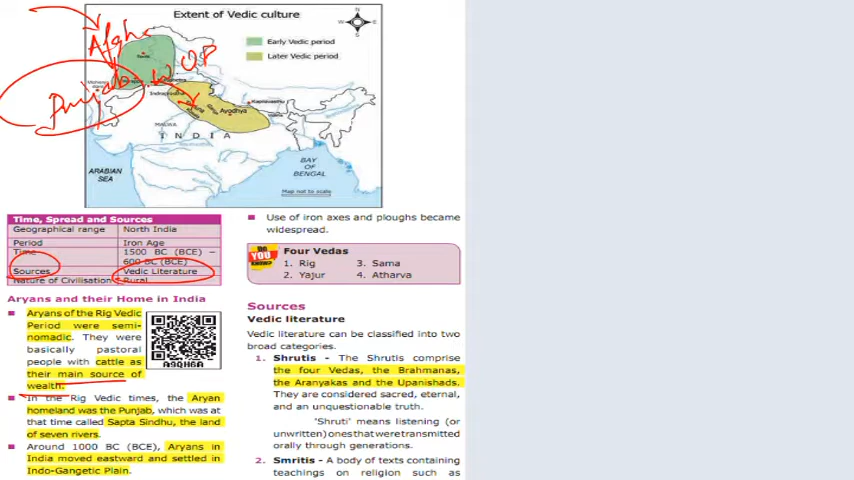 Extent of Vedic culture
N
W E
S
Early Vedic period
Later Vedic period
Afgh
Punjab W UP
Indraprastha
Kapilavastu
Ayodhya
MALWA
INDIA
ARABIAN
SEA
BAY
OF
BENGAL
Map not to scale
Time, Spread and Sources
Geographical range North India
Period Iron Age
Time 1500 BC (BCE) –
600 BC (BCE)
Sources Vedic Literature
Nature of Civilisation Rural
Aryans and their Home in India
Aryans of the Rig Vedic
Period were semi-
nomadic. They were
basically pastoral
people with cattle as
their main source of
wealth.
A9QH6A
In the Rig Vedic times, the Aryan
homeland was the Punjab, which was at
that time called Sapta Sindhu, the land
of seven rivers.
Around 1000 BC (BCE), Aryans in
India moved eastward and settled in
Indo-Gangetic Plain.
Use of iron axes and ploughs became
widespread.
Do
YOU
KNOW?
Four Vedas
1. Rig 3. Sama
2. Yajur 4. Atharva
Sources
Vedic literature
Vedic literature can be classified into two
broad categories.
1. Shrutis - The Shrutis comprise
the four Vedas, the Brahmanas,
the Aranyakas and the Upanishads.
They are considered sacred, eternal,
and an unquestionable truth.
'Shruti' means listening (or
unwritten) ones that were transmitted
orally through generations.
2. Smritis - A body of texts containing
teachings on religion such as